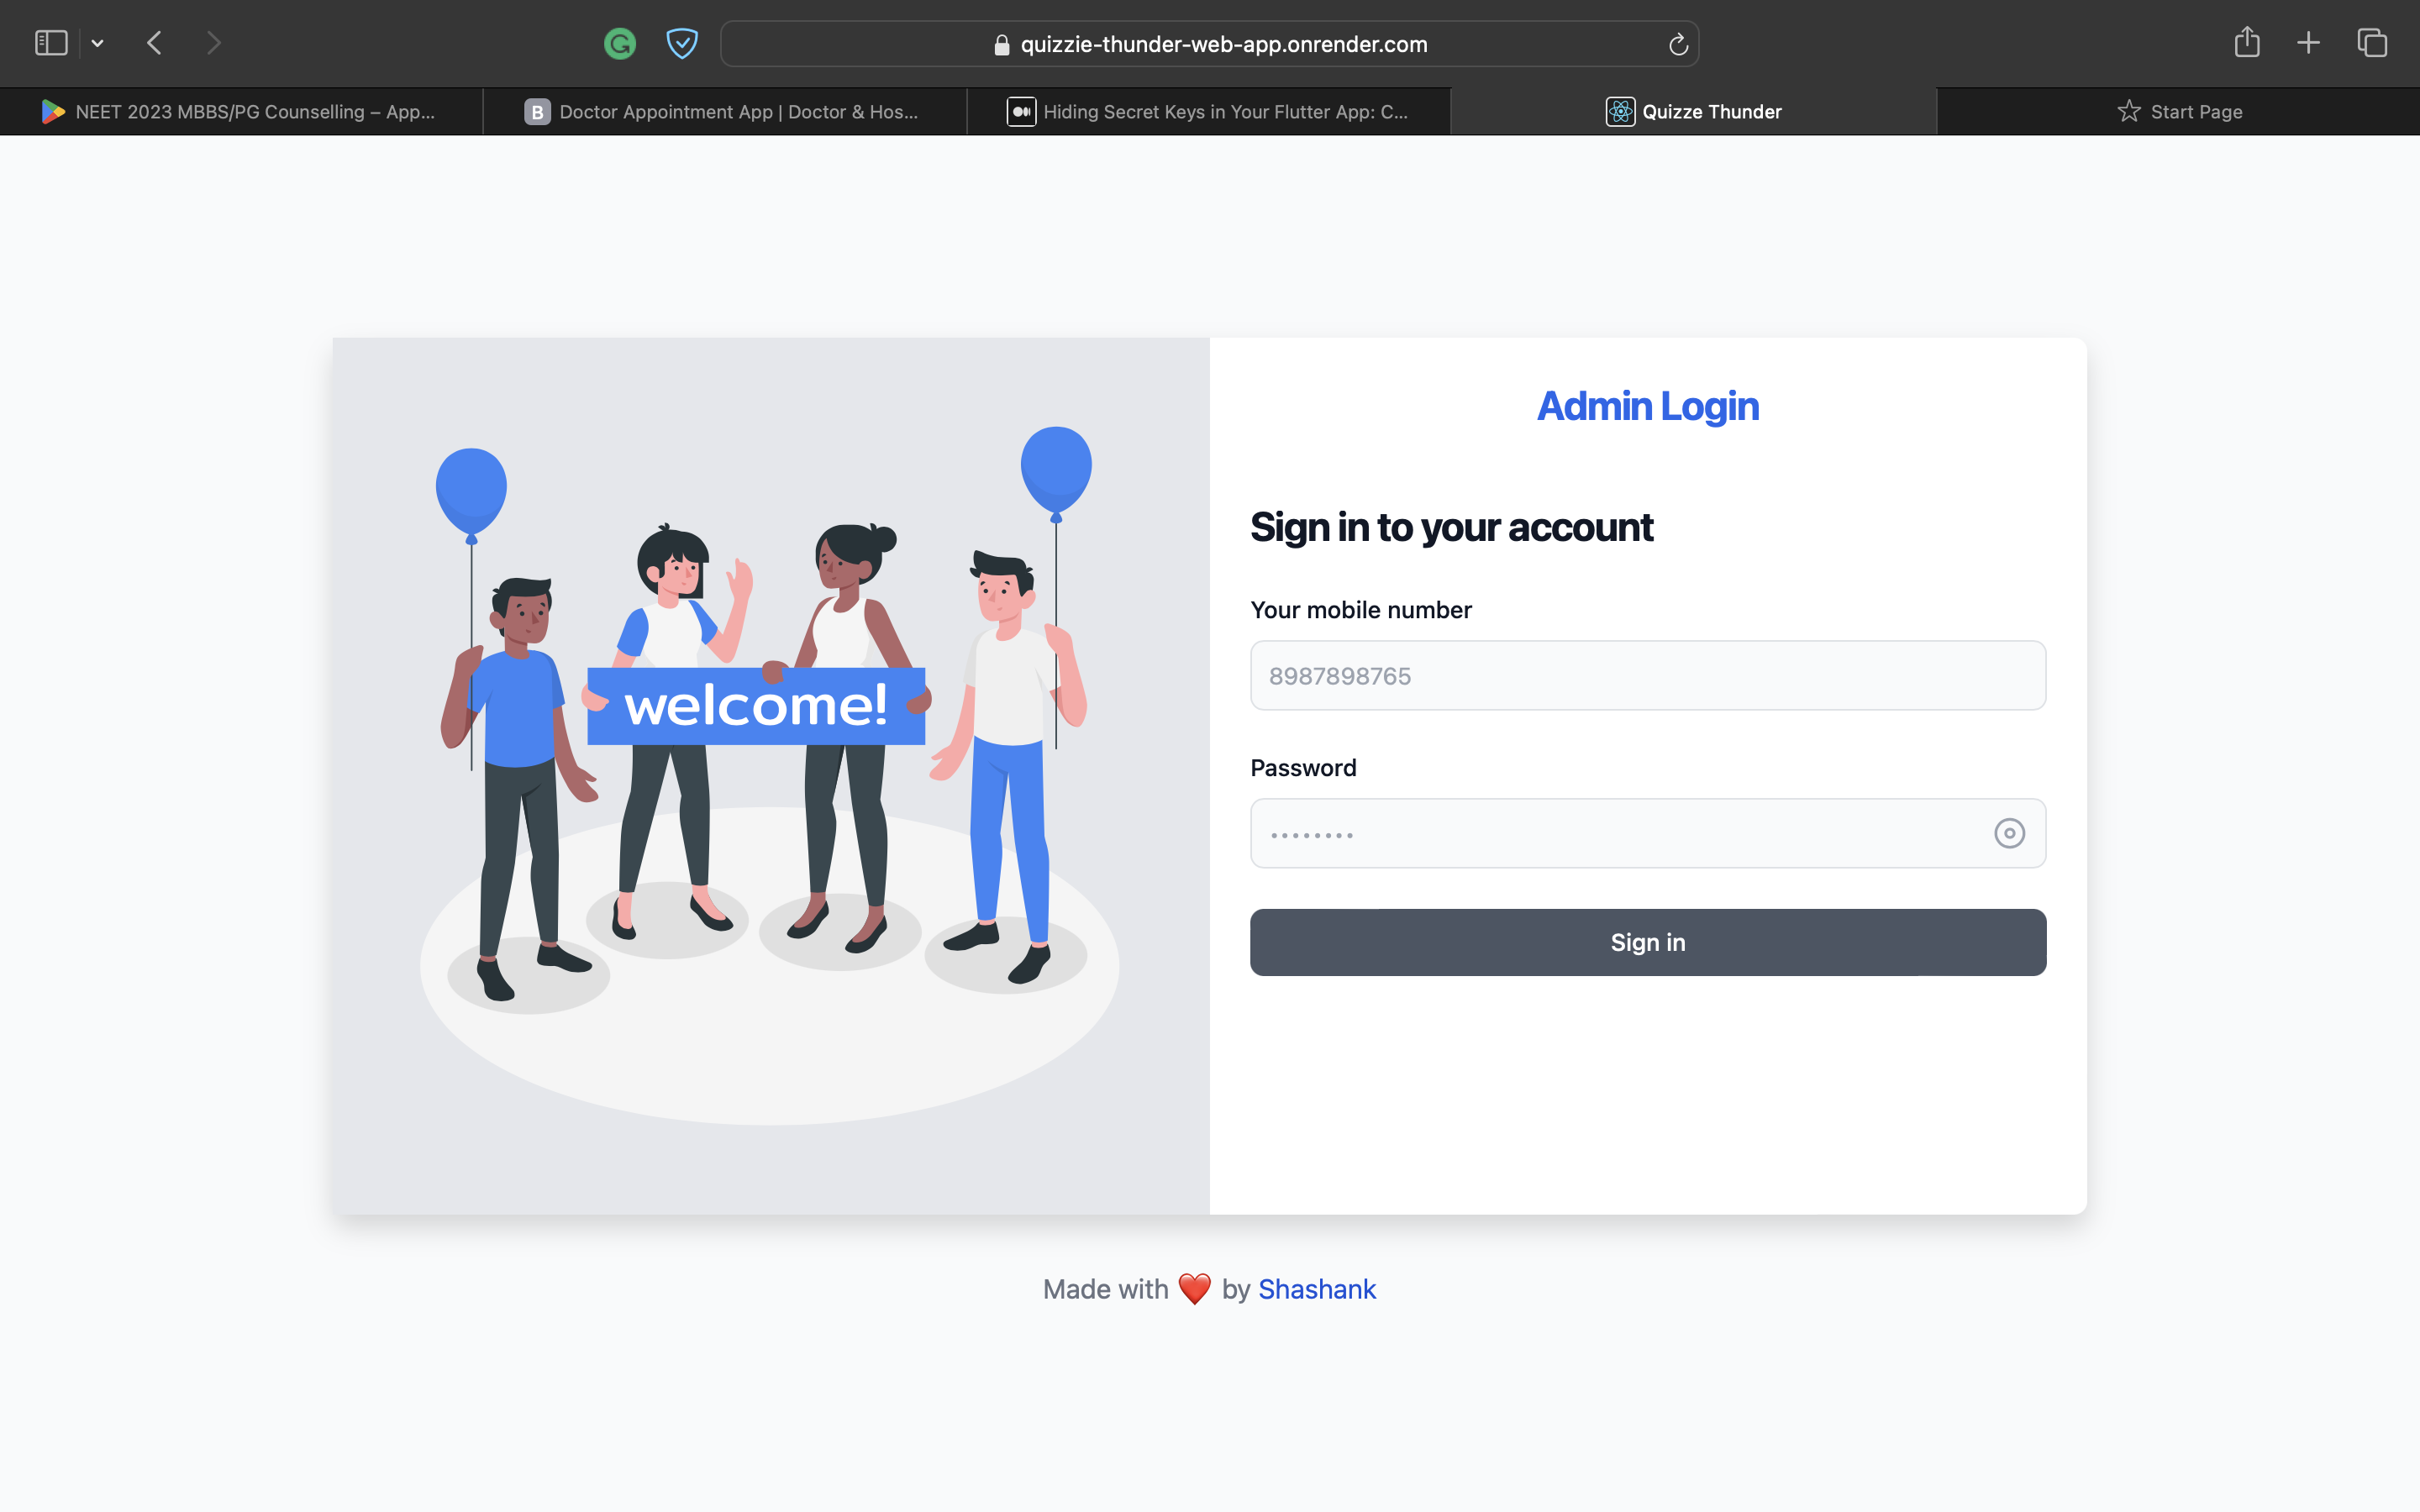 quizzie-thunder-web-app.onrender.com
NEET 2023 MBBS/PG Counselling – App...
B Doctor Appointment App | Doctor & Hos...
Hiding Secret Keys in Your Flutter App: C...
Quizze Thunder
Start Page
Admin Login
Sign in to your account
Your mobile number
8987898765
Password
••••••••
Sign in
welcome!
Made with ❤️ by Shashank